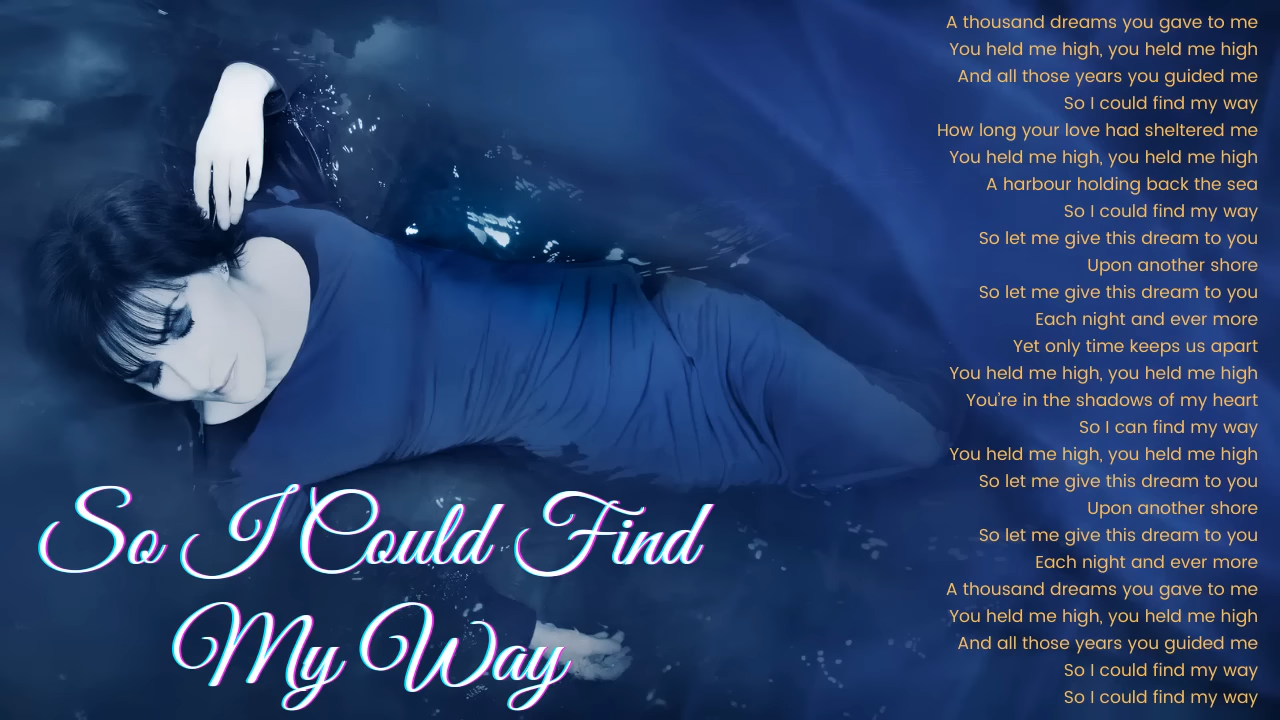 A thousand dreams you gave to me
You held me high, you held me high
And all those years you guided me
So I could find my way
How long your love had sheltered me
You held me high, you held me high
A harbour holding back the sea
So I could find my way
So let me give this dream to you
Upon another shore
So let me give this dream to you
Each night and ever more
Yet only time keeps us apart
You held me high, you held me high
You're in the shadows of my heart
So I can find my way
You held me high, you held me high
So let me give this dream to you
Upon another shore
So let me give this dream to you
Each night and ever more
A thousand dreams you gave to me
You held me high, you held me high
And all those years you guided me
So I could find my way
So I could find my way
So I Could Find
My Way